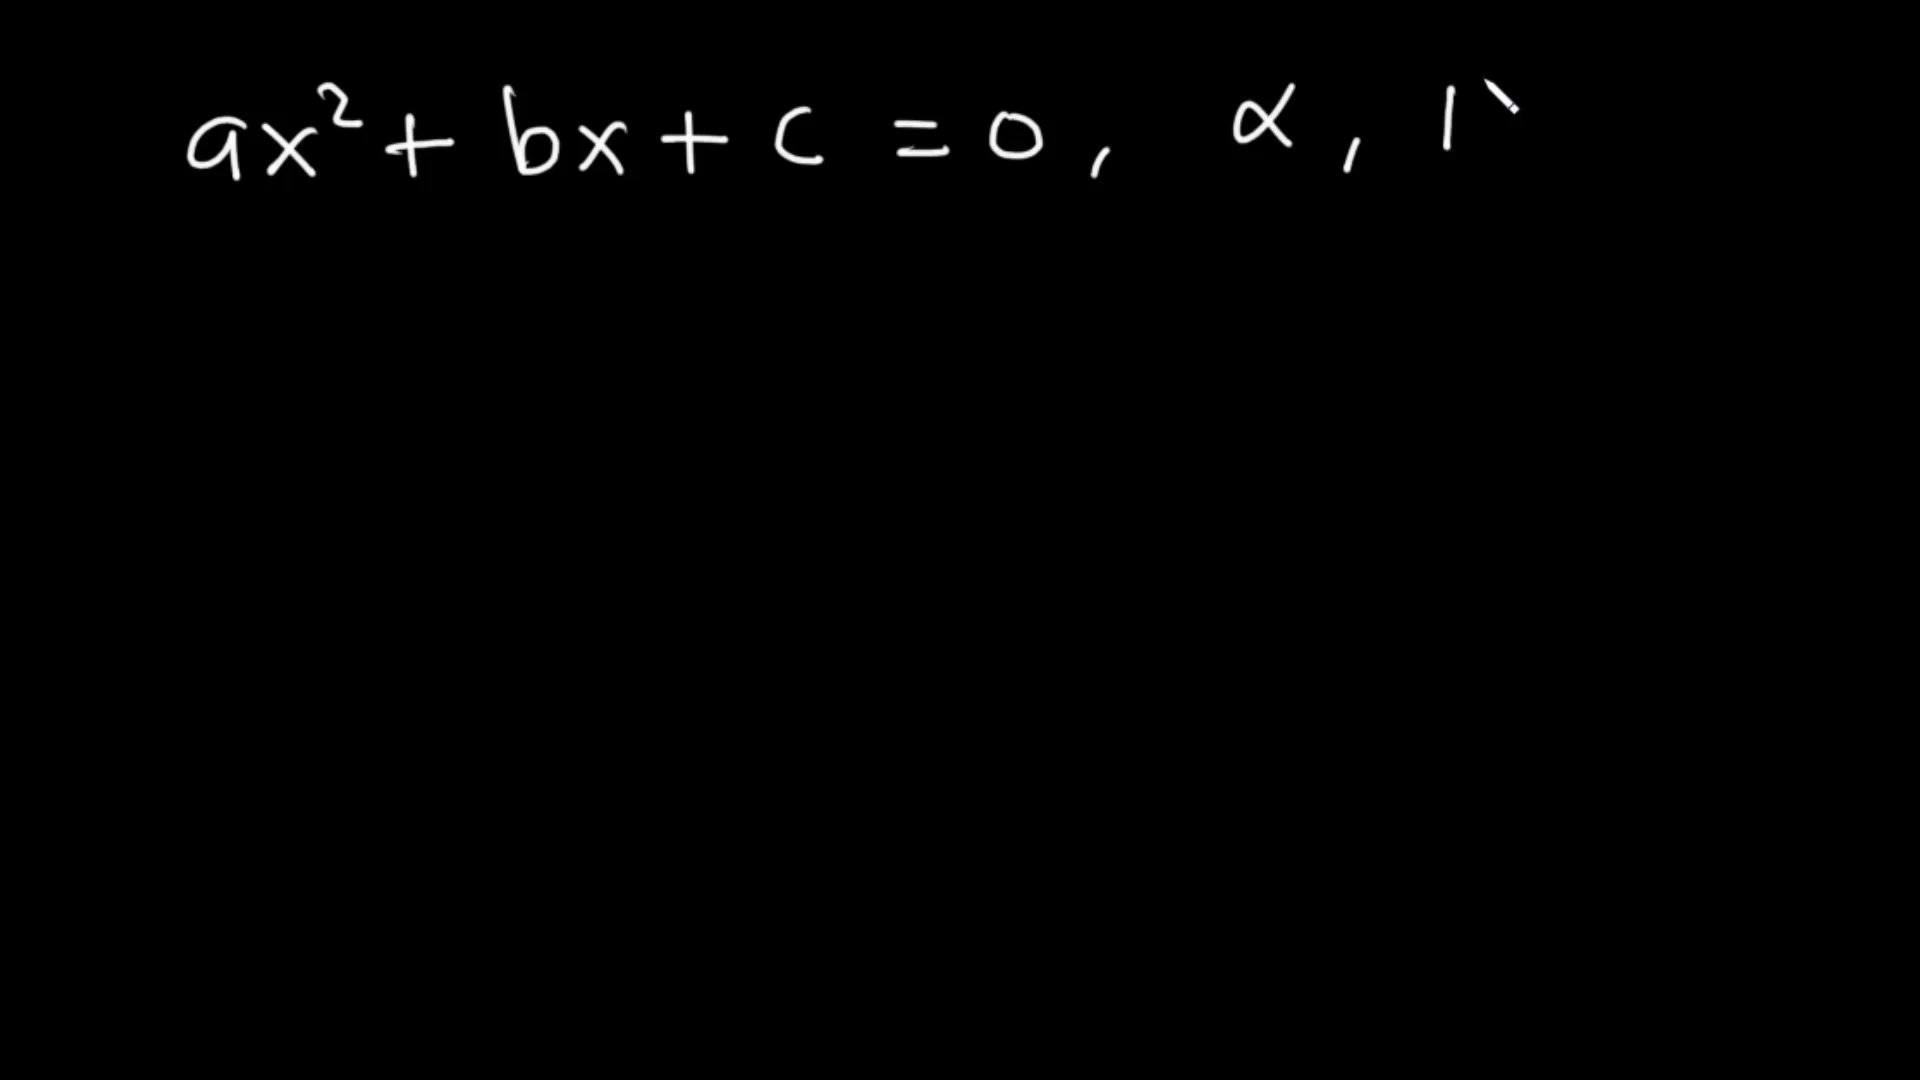 ax² + bx + c = 0, α,